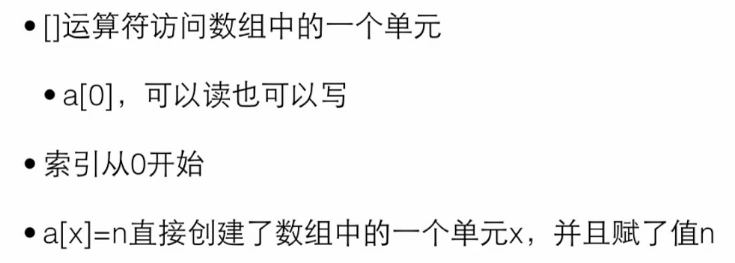 • []运算符访问数组中的一个单元
• a[0]，可以读也可以写
• 索引从0开始
• a[x]=n直接创建了数组中的一个单元x，并且赋了值n